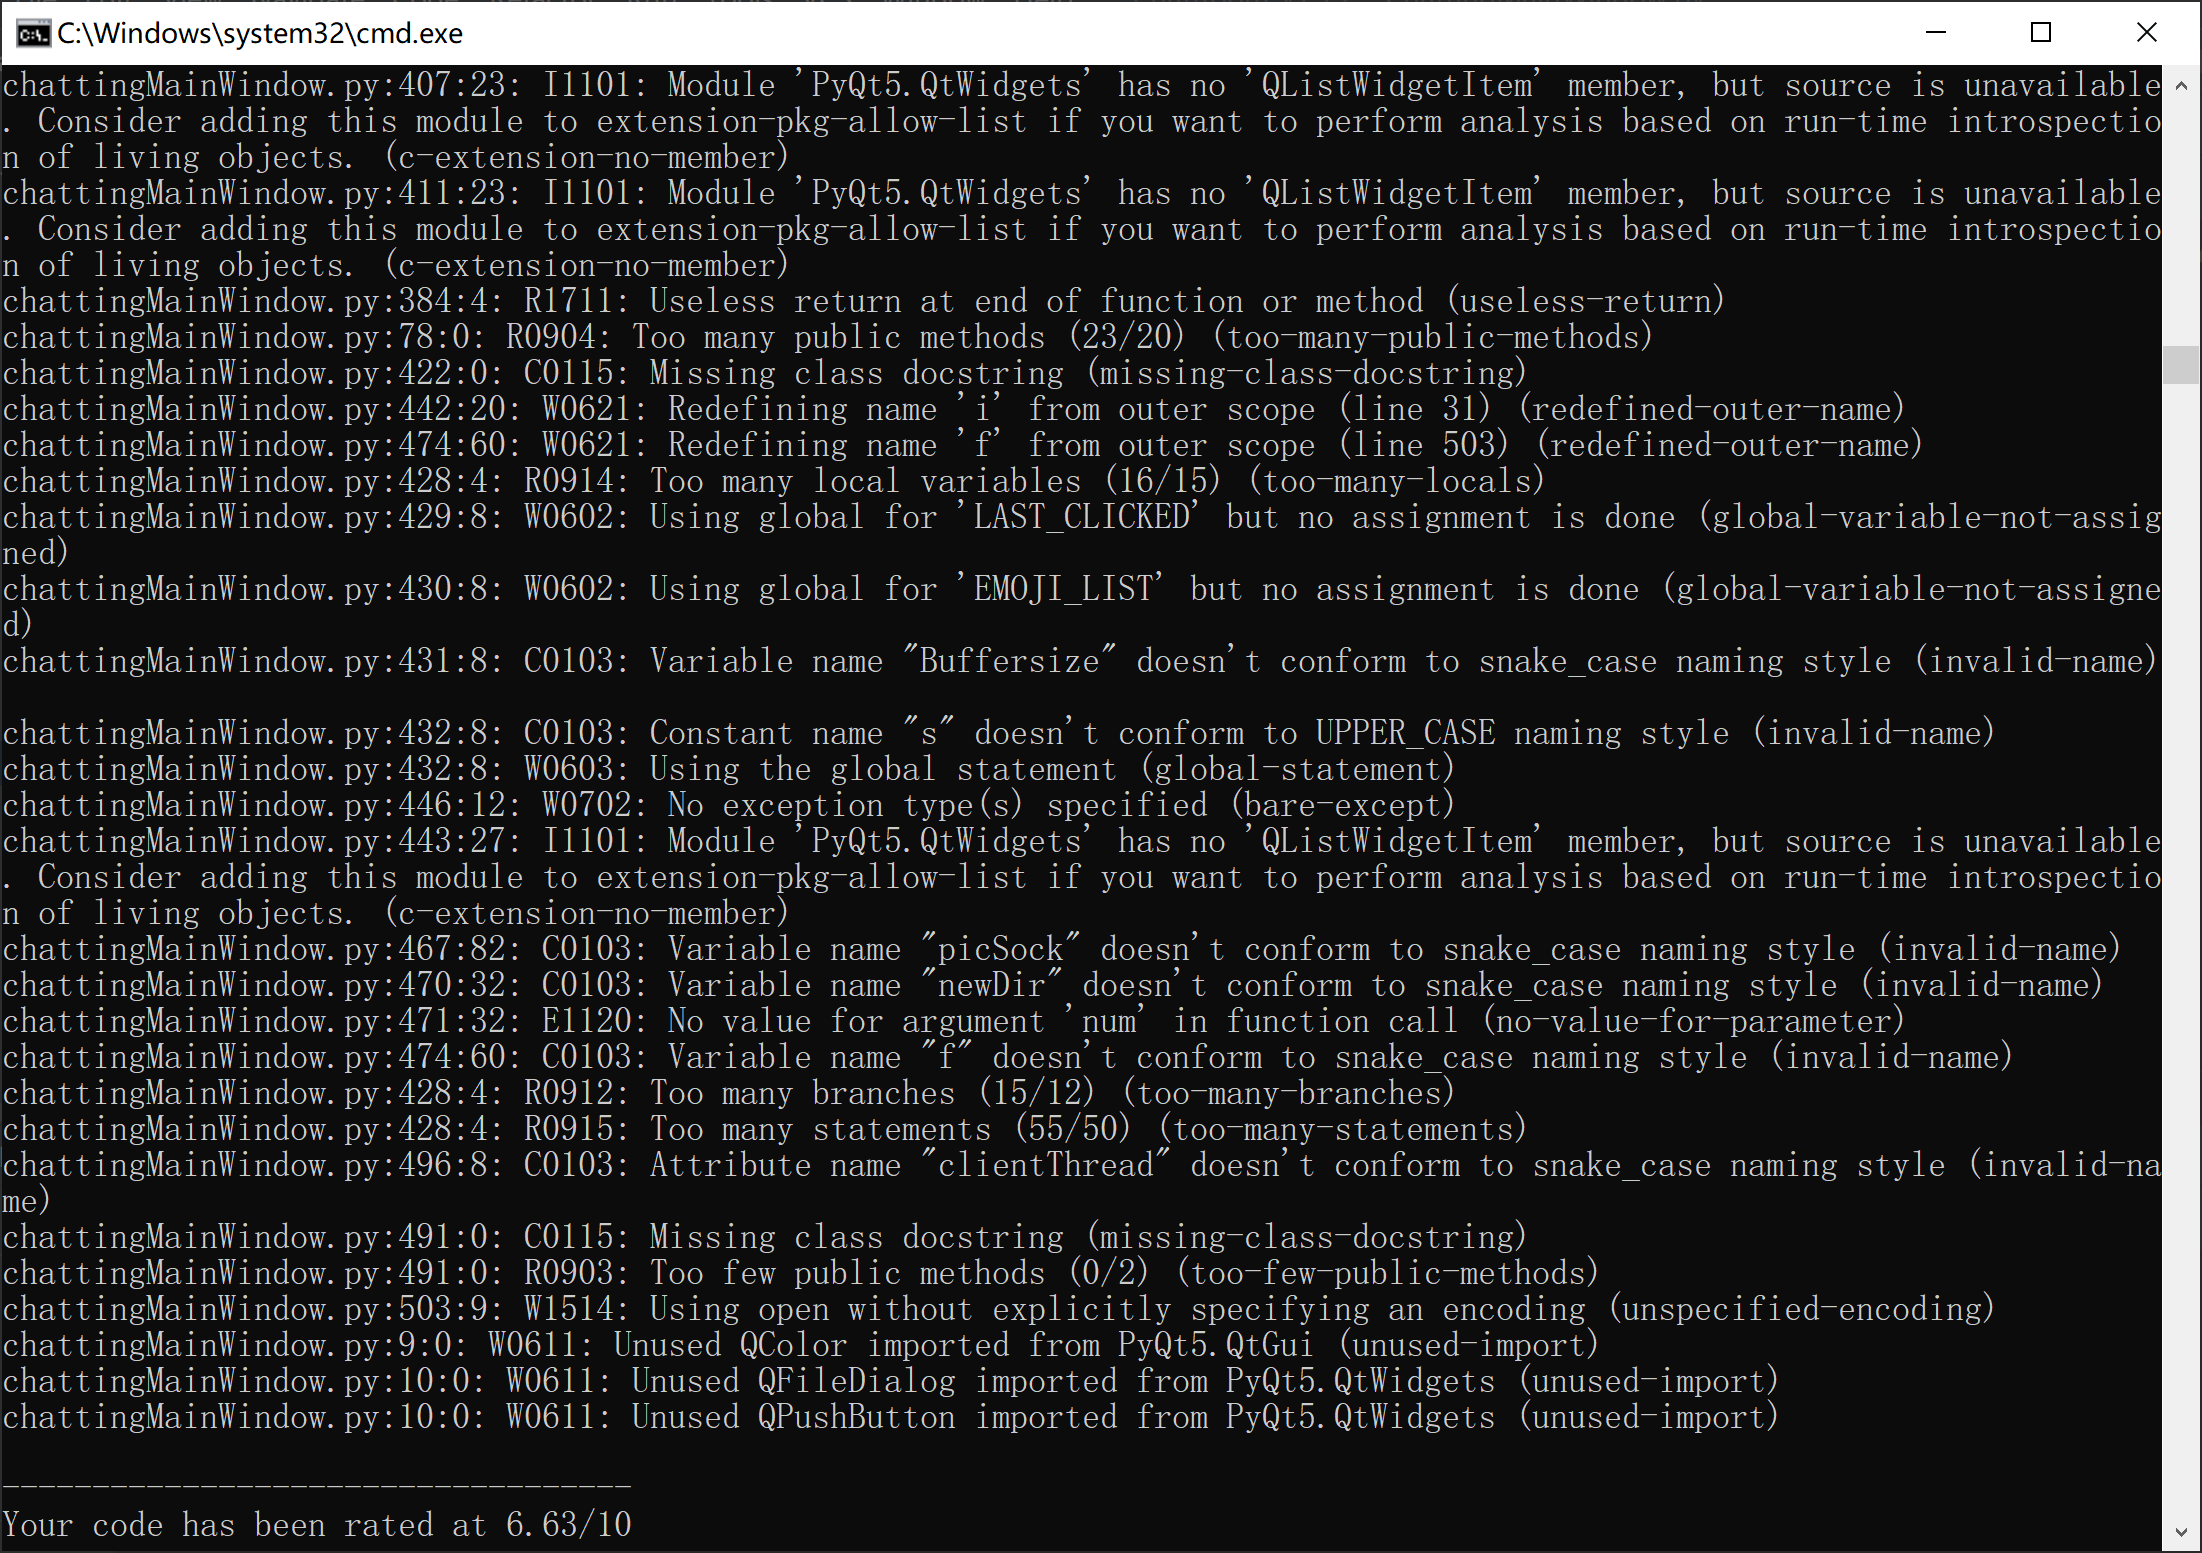 C:\Windows\system32\cmd.exe
chattingMainWindow.py:407:23: I1101: Module 'PyQt5.QtWidgets' has no 'QListWidgetItem' member, but source is unavailable
. Consider adding this module to extension-pkg-allow-list if you want to perform analysis based on run-time introspectio
n of living objects. (c-extension-no-member)
chattingMainWindow.py:411:23: I1101: Module 'PyQt5.QtWidgets' has no 'QListWidgetItem' member, but source is unavailable
. Consider adding this module to extension-pkg-allow-list if you want to perform analysis based on run-time introspectio
n of living objects. (c-extension-no-member)
chattingMainWindow.py:384:4: R1711: Useless return at end of function or method (useless-return)
chattingMainWindow.py:78:0: R0904: Too many public methods (23/20) (too-many-public-methods)
chattingMainWindow.py:422:0: C0115: Missing class docstring (missing-class-docstring)
chattingMainWindow.py:442:20: W0621: Redefining name 'i' from outer scope (line 31) (redefined-outer-name)
chattingMainWindow.py:474:60: W0621: Redefining name 'f' from outer scope (line 503) (redefined-outer-name)
chattingMainWindow.py:428:4: R0914: Too many local variables (16/15) (too-many-locals)
chattingMainWindow.py:429:8: W0602: Using global for 'LAST_CLICKED' but no assignment is done (global-variable-not-assig
ned)
chattingMainWindow.py:430:8: W0602: Using global for 'EMOJI_LIST' but no assignment is done (global-variable-not-assigne
d)
chattingMainWindow.py:431:8: C0103: Variable name "Buffersize" doesn't conform to snake_case naming style (invalid-name)
chattingMainWindow.py:432:8: C0103: Constant name "s" doesn't conform to UPPER_CASE naming style (invalid-name)
chattingMainWindow.py:432:8: W0603: Using the global statement (global-statement)
chattingMainWindow.py:446:12: W0702: No exception type(s) specified (bare-except)
chattingMainWindow.py:443:27: I1101: Module 'PyQt5.QtWidgets' has no 'QListWidgetItem' member, but source is unavailable
. Consider adding this module to extension-pkg-allow-list if you want to perform analysis based on run-time introspectio
n of living objects. (c-extension-no-member)
chattingMainWindow.py:467:82: C0103: Variable name "picSock" doesn't conform to snake_case naming style (invalid-name)
chattingMainWindow.py:470:32: C0103: Variable name "newDir" doesn't conform to snake_case naming style (invalid-name)
chattingMainWindow.py:471:32: E1120: No value for argument 'num' in function call (no-value-for-parameter)
chattingMainWindow.py:474:60: C0103: Variable name "f" doesn't conform to snake_case naming style (invalid-name)
chattingMainWindow.py:428:4: R0912: Too many branches (15/12) (too-many-branches)
chattingMainWindow.py:428:4: R0915: Too many statements (55/50) (too-many-statements)
chattingMainWindow.py:496:8: C0103: Attribute name "clientThread" doesn't conform to snake_case naming style (invalid-na
me)
chattingMainWindow.py:491:0: C0115: Missing class docstring (missing-class-docstring)
chattingMainWindow.py:491:0: R0903: Too few public methods (0/2) (too-few-public-methods)
chattingMainWindow.py:503:9: W1514: Using open without explicitly specifying an encoding (unspecified-encoding)
chattingMainWindow.py:9:0: W0611: Unused QColor imported from PyQt5.QtGui (unused-import)
chattingMainWindow.py:10:0: W0611: Unused QFileDialog imported from PyQt5.QtWidgets (unused-import)
chattingMainWindow.py:10:0: W0611: Unused QPushButton imported from PyQt5.QtWidgets (unused-import)
-----------------------------------
Your code has been rated at 6.63/10